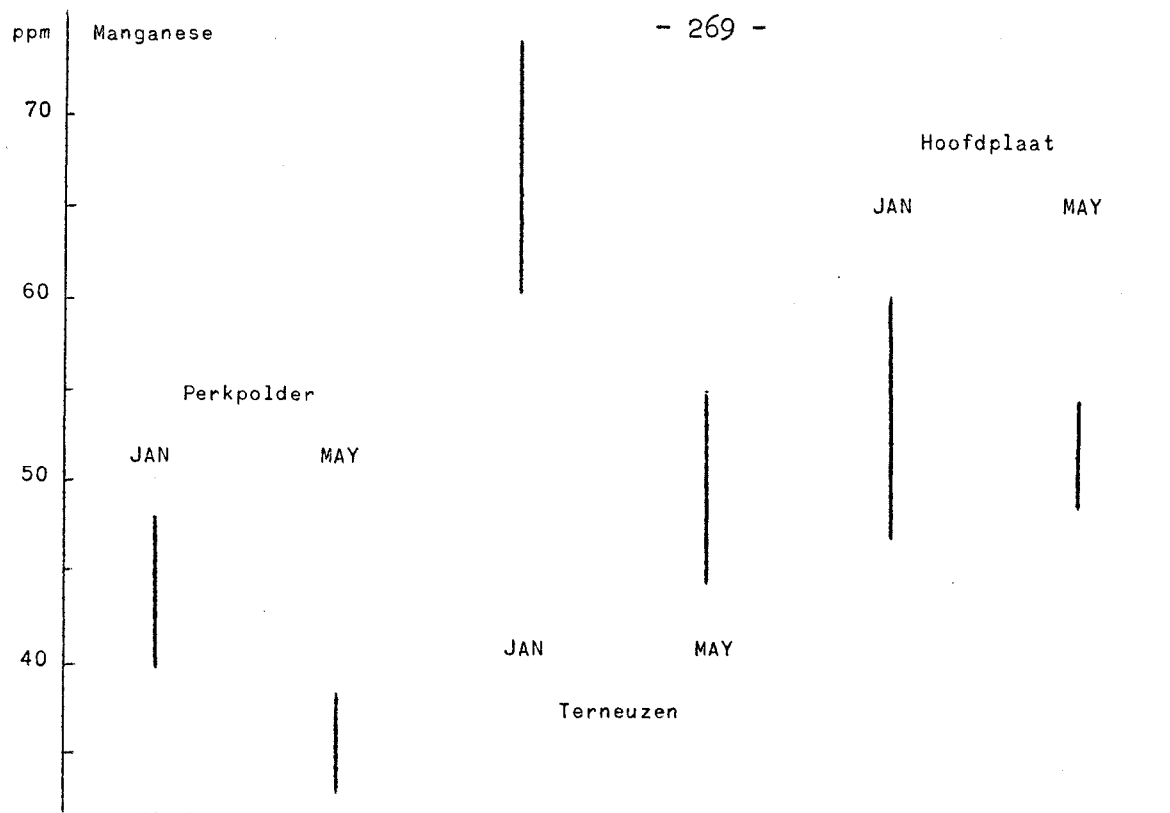 - 269 -
ppm Manganese
70
Hoofdplaat
JAN MAY
60
Perkpolder
JAN MAY
50
JAN MAY
40
Terneuzen